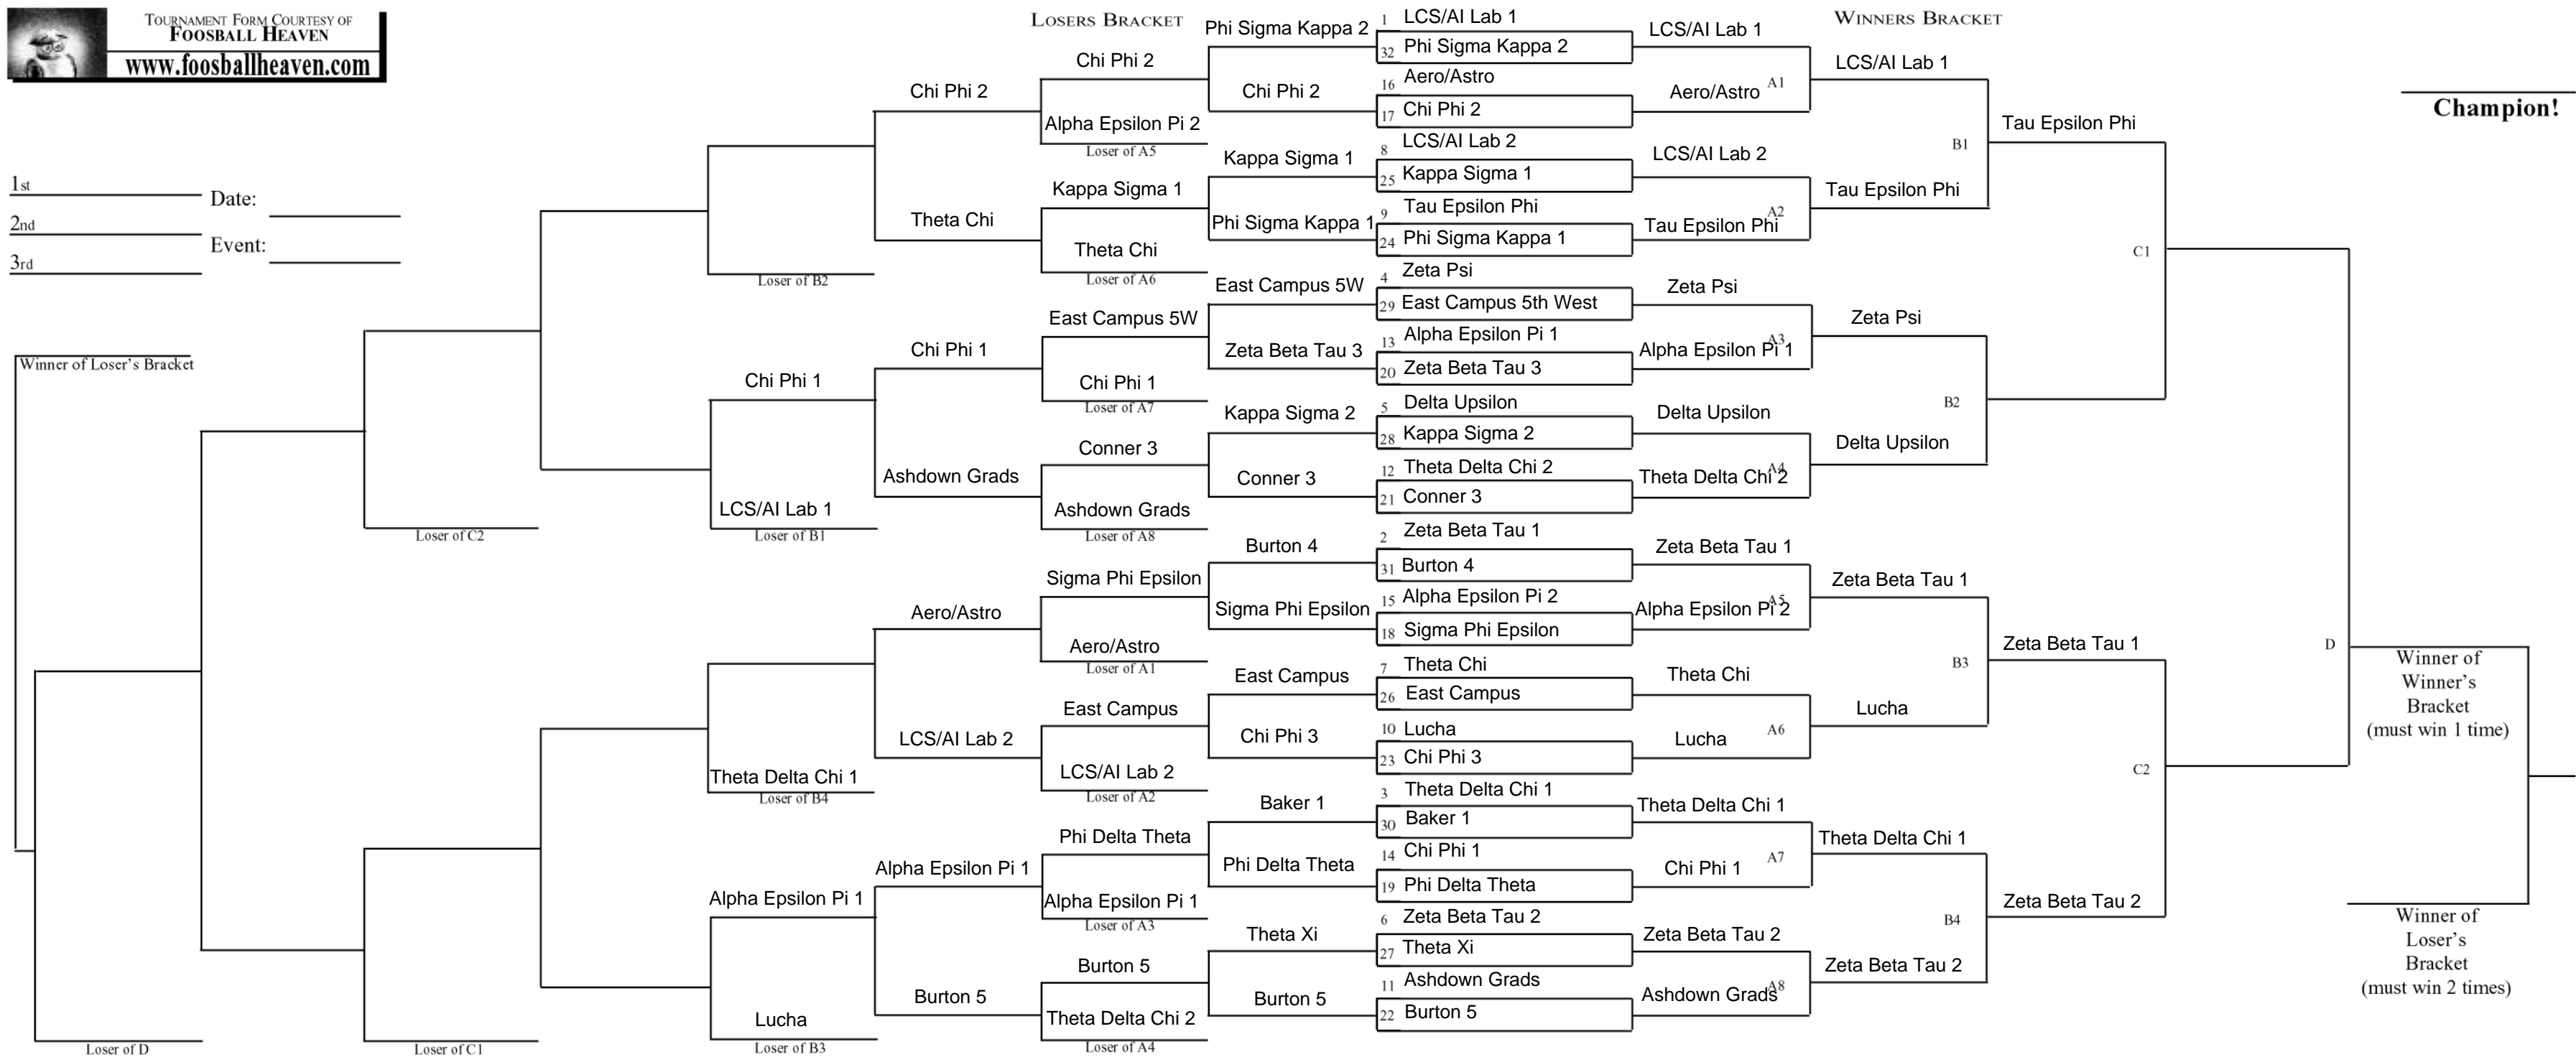 TOURNAMENT FORM COURTESY OF
FOOSBALL HEAVEN
www.foosballheaven.com
1st
2nd
3rd
Date:
Event:
Winner of Loser's Bracket
Loser of D
Loser of C2
Loser of C1
Loser of B2
Chi Phi 1
LCS/AI Lab 1
Loser of B1
Theta Delta Chi 1
Loser of B4
Alpha Epsilon Pi 1
Lucha
Loser of B3
Chi Phi 2
Theta Chi
Chi Phi 1
Ashdown Grads
Aero/Astro
LCS/AI Lab 2
Alpha Epsilon Pi 1
Burton 5
LOSERS BRACKET
Chi Phi 2
Alpha Epsilon Pi 2
Loser of A5
Kappa Sigma 1
Theta Chi
Loser of A6
East Campus 5W
Chi Phi 1
Loser of A7
Conner 3
Ashdown Grads
Loser of A8
Sigma Phi Epsilon
Aero/Astro
Loser of A1
East Campus
LCS/AI Lab 2
Loser of A2
Phi Delta Theta
Alpha Epsilon Pi 1
Loser of A3
Burton 5
Theta Delta Chi 2
Loser of A4
Phi Sigma Kappa 2
Chi Phi 2
Kappa Sigma 1
Phi Sigma Kappa 1
East Campus 5W
Zeta Beta Tau 3
Kappa Sigma 2
Conner 3
Burton 4
Sigma Phi Epsilon
East Campus
Chi Phi 3
Baker 1
Phi Delta Theta
Theta Xi
Burton 5
1 LCS/AI Lab 1
32 Phi Sigma Kappa 2
16 Aero/Astro
17 Chi Phi 2
8 LCS/AI Lab 2
25 Kappa Sigma 1
9 Tau Epsilon Phi
24 Phi Sigma Kappa 1
4 Zeta Psi
29 East Campus 5th West
13 Alpha Epsilon Pi 1
20 Zeta Beta Tau 3
5 Delta Upsilon
28 Kappa Sigma 2
12 Theta Delta Chi 2
21 Conner 3
2 Zeta Beta Tau 1
31 Burton 4
15 Alpha Epsilon Pi 2
18 Sigma Phi Epsilon
7 Theta Chi
26 East Campus
10 Lucha
23 Chi Phi 3
3 Theta Delta Chi 1
30 Baker 1
14 Chi Phi 1
19 Phi Delta Theta
6 Zeta Beta Tau 2
27 Theta Xi
11 Ashdown Grads
22 Burton 5
LCS/AI Lab 1
A1
Aero/Astro
LCS/AI Lab 2
A2
Tau Epsilon Phi
Zeta Psi
A3
Alpha Epsilon Pi 1
Delta Upsilon
A4
Theta Delta Chi 2
Zeta Beta Tau 1
A5
Alpha Epsilon Pi 2
Theta Chi
A6
Lucha
Theta Delta Chi 1
A7
Chi Phi 1
Zeta Beta Tau 2
A8
Ashdown Grads
WINNERS BRACKET
LCS/AI Lab 1
B1
Tau Epsilon Phi
Zeta Psi
B2
Delta Upsilon
Zeta Beta Tau 1
B3
Lucha
Theta Delta Chi 1
B4
Zeta Beta Tau 2
Tau Epsilon Phi
C1
Zeta Beta Tau 1
C2
Zeta Beta Tau 2
D
Champion!
Winner of
Winner's
Bracket
(must win 1 time)
Winner of
Loser's
Bracket
(must win 2 times)